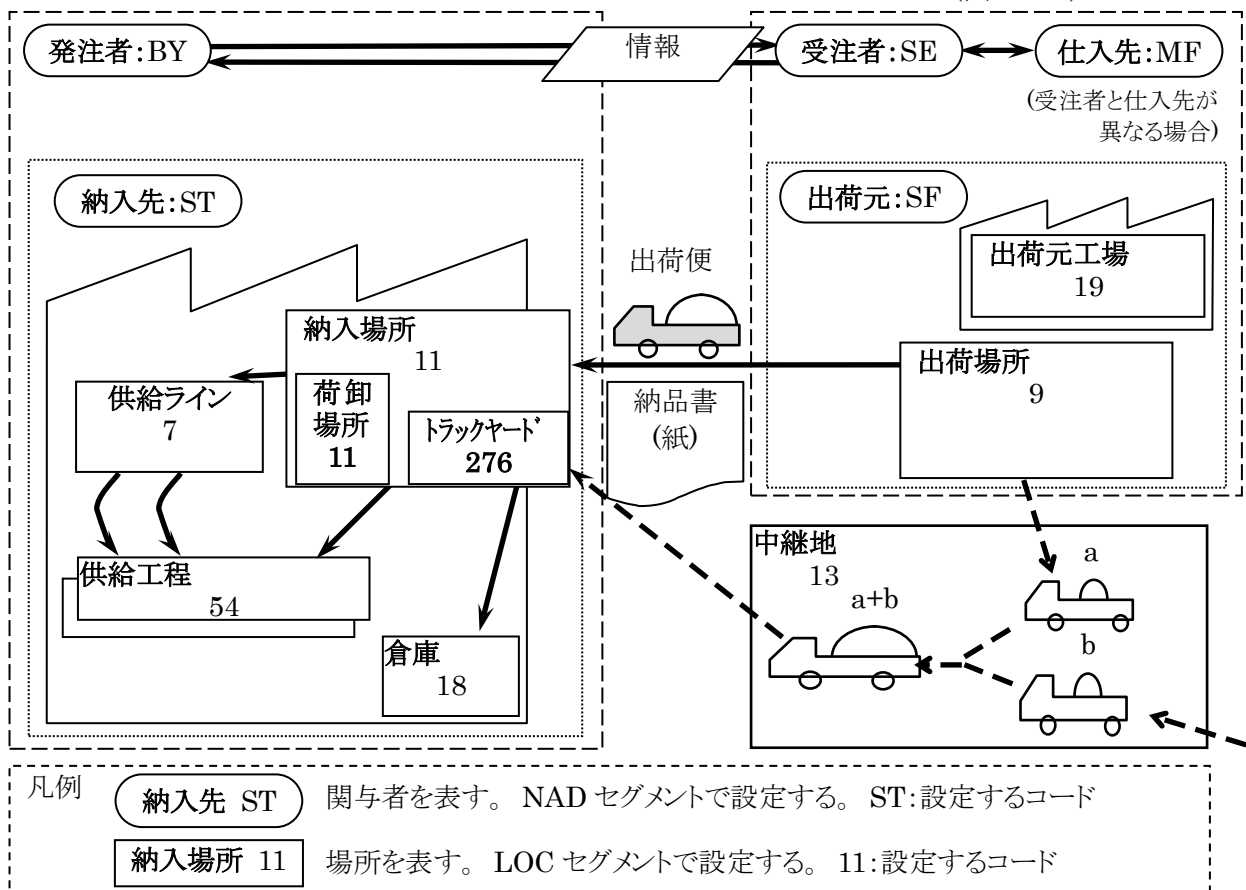 発注者:BY
情報
受注者:SE
仕入先:MF
(受注者と仕入先が
異なる場合)
納入先:ST
出荷元:SF
出荷便
出荷元工場
19
納入場所
11
出荷場所
9
供給ライン
7
荷卸
場所
11
トラックヤード
276
納品書
(紙)
中継地
13
a
a+b
b
供給工程
54
倉庫
18
凡例
納入先 ST
関与者を表す。 NAD セグメントで設定する。 ST:設定するコード
納入場所 11
場所を表す。 LOC セグメントで設定する。 11:設定するコード